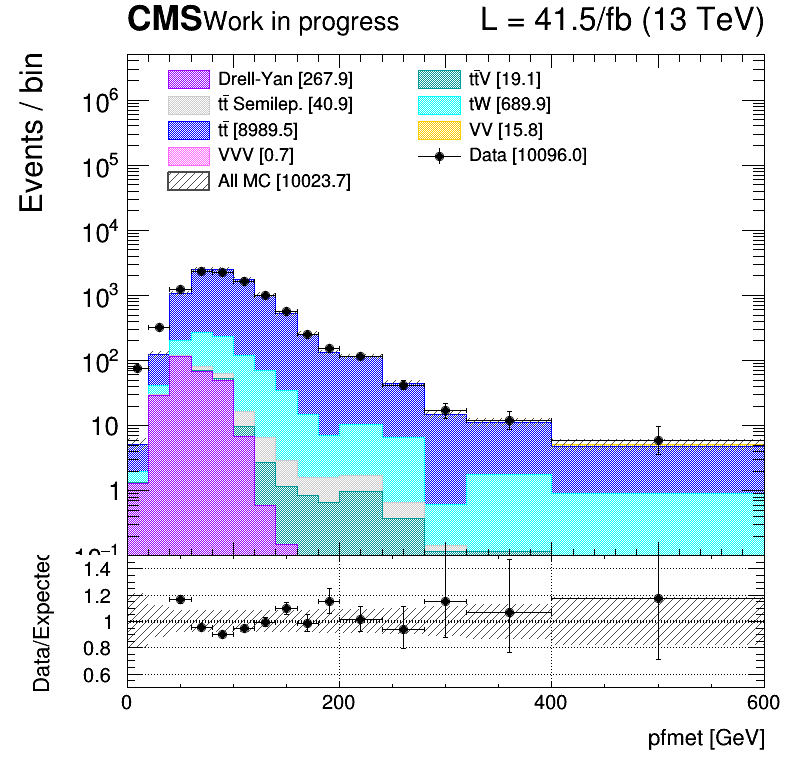 CMS Work in progress L = 41.5/fb (13 TeV)
Events / bin
Drell-Yan [267.9]
tt̄ Semilep. [40.9]
tt̄ [8989.5]
VVV [0.7]
All MC [10023.7]
tt̄V [19.1]
tW [689.9]
VV [15.8]
Data [10096.0]
10⁶
10⁵
10⁴
10³
10²
10
1
10⁻¹
Data/Expected
1.4
1.2
1
0.8
0.6
0 200 400 600
pfmet [GeV]